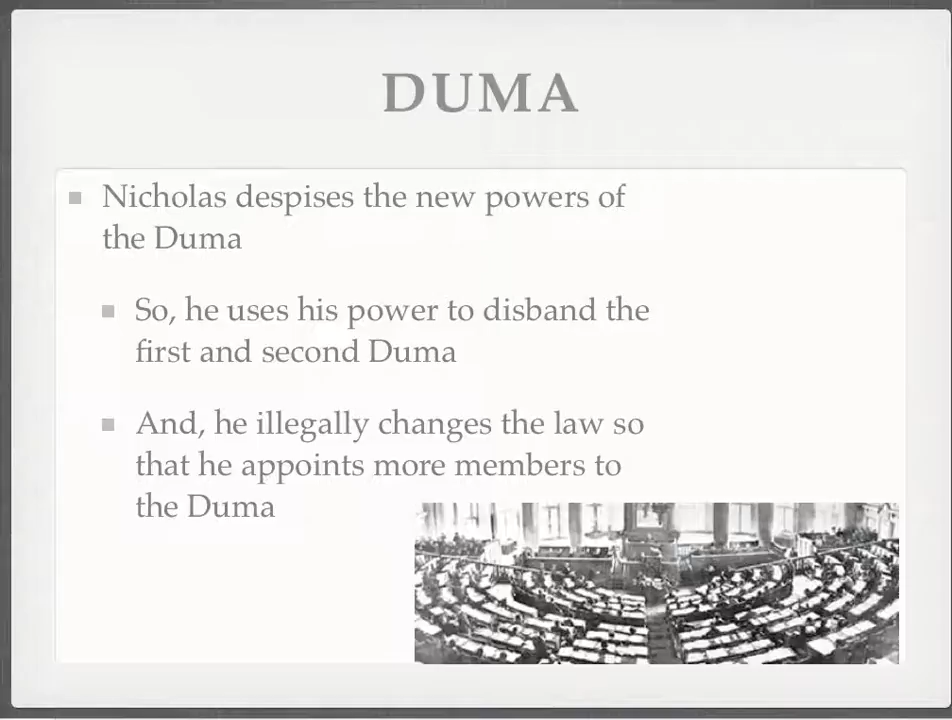 DUMA
Nicholas despises the new powers of
the Duma
So, he uses his power to disband the
first and second Duma
And, he illegally changes the law so
that he appoints more members to
the Duma